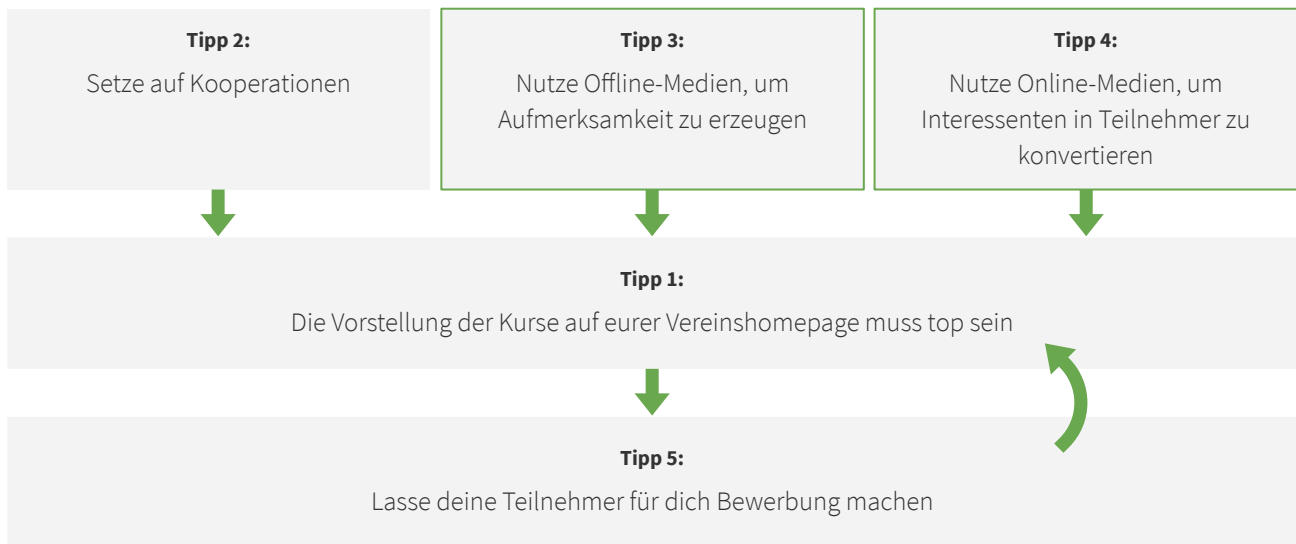 Tipp 2:
Setze auf Kooperationen
Tipp 3:
Nutze Offline-Medien, um
Aufmerksamkeit zu erzeugen
Tipp 4:
Nutze Online-Medien, um
Interessenten in Teilnehmer zu
konvertieren
Tipp 1:
Die Vorstellung der Kurse auf eurer Vereinshomepage muss top sein
Tipp 5:
Lasse deine Teilnehmer für dich Bewerbung machen